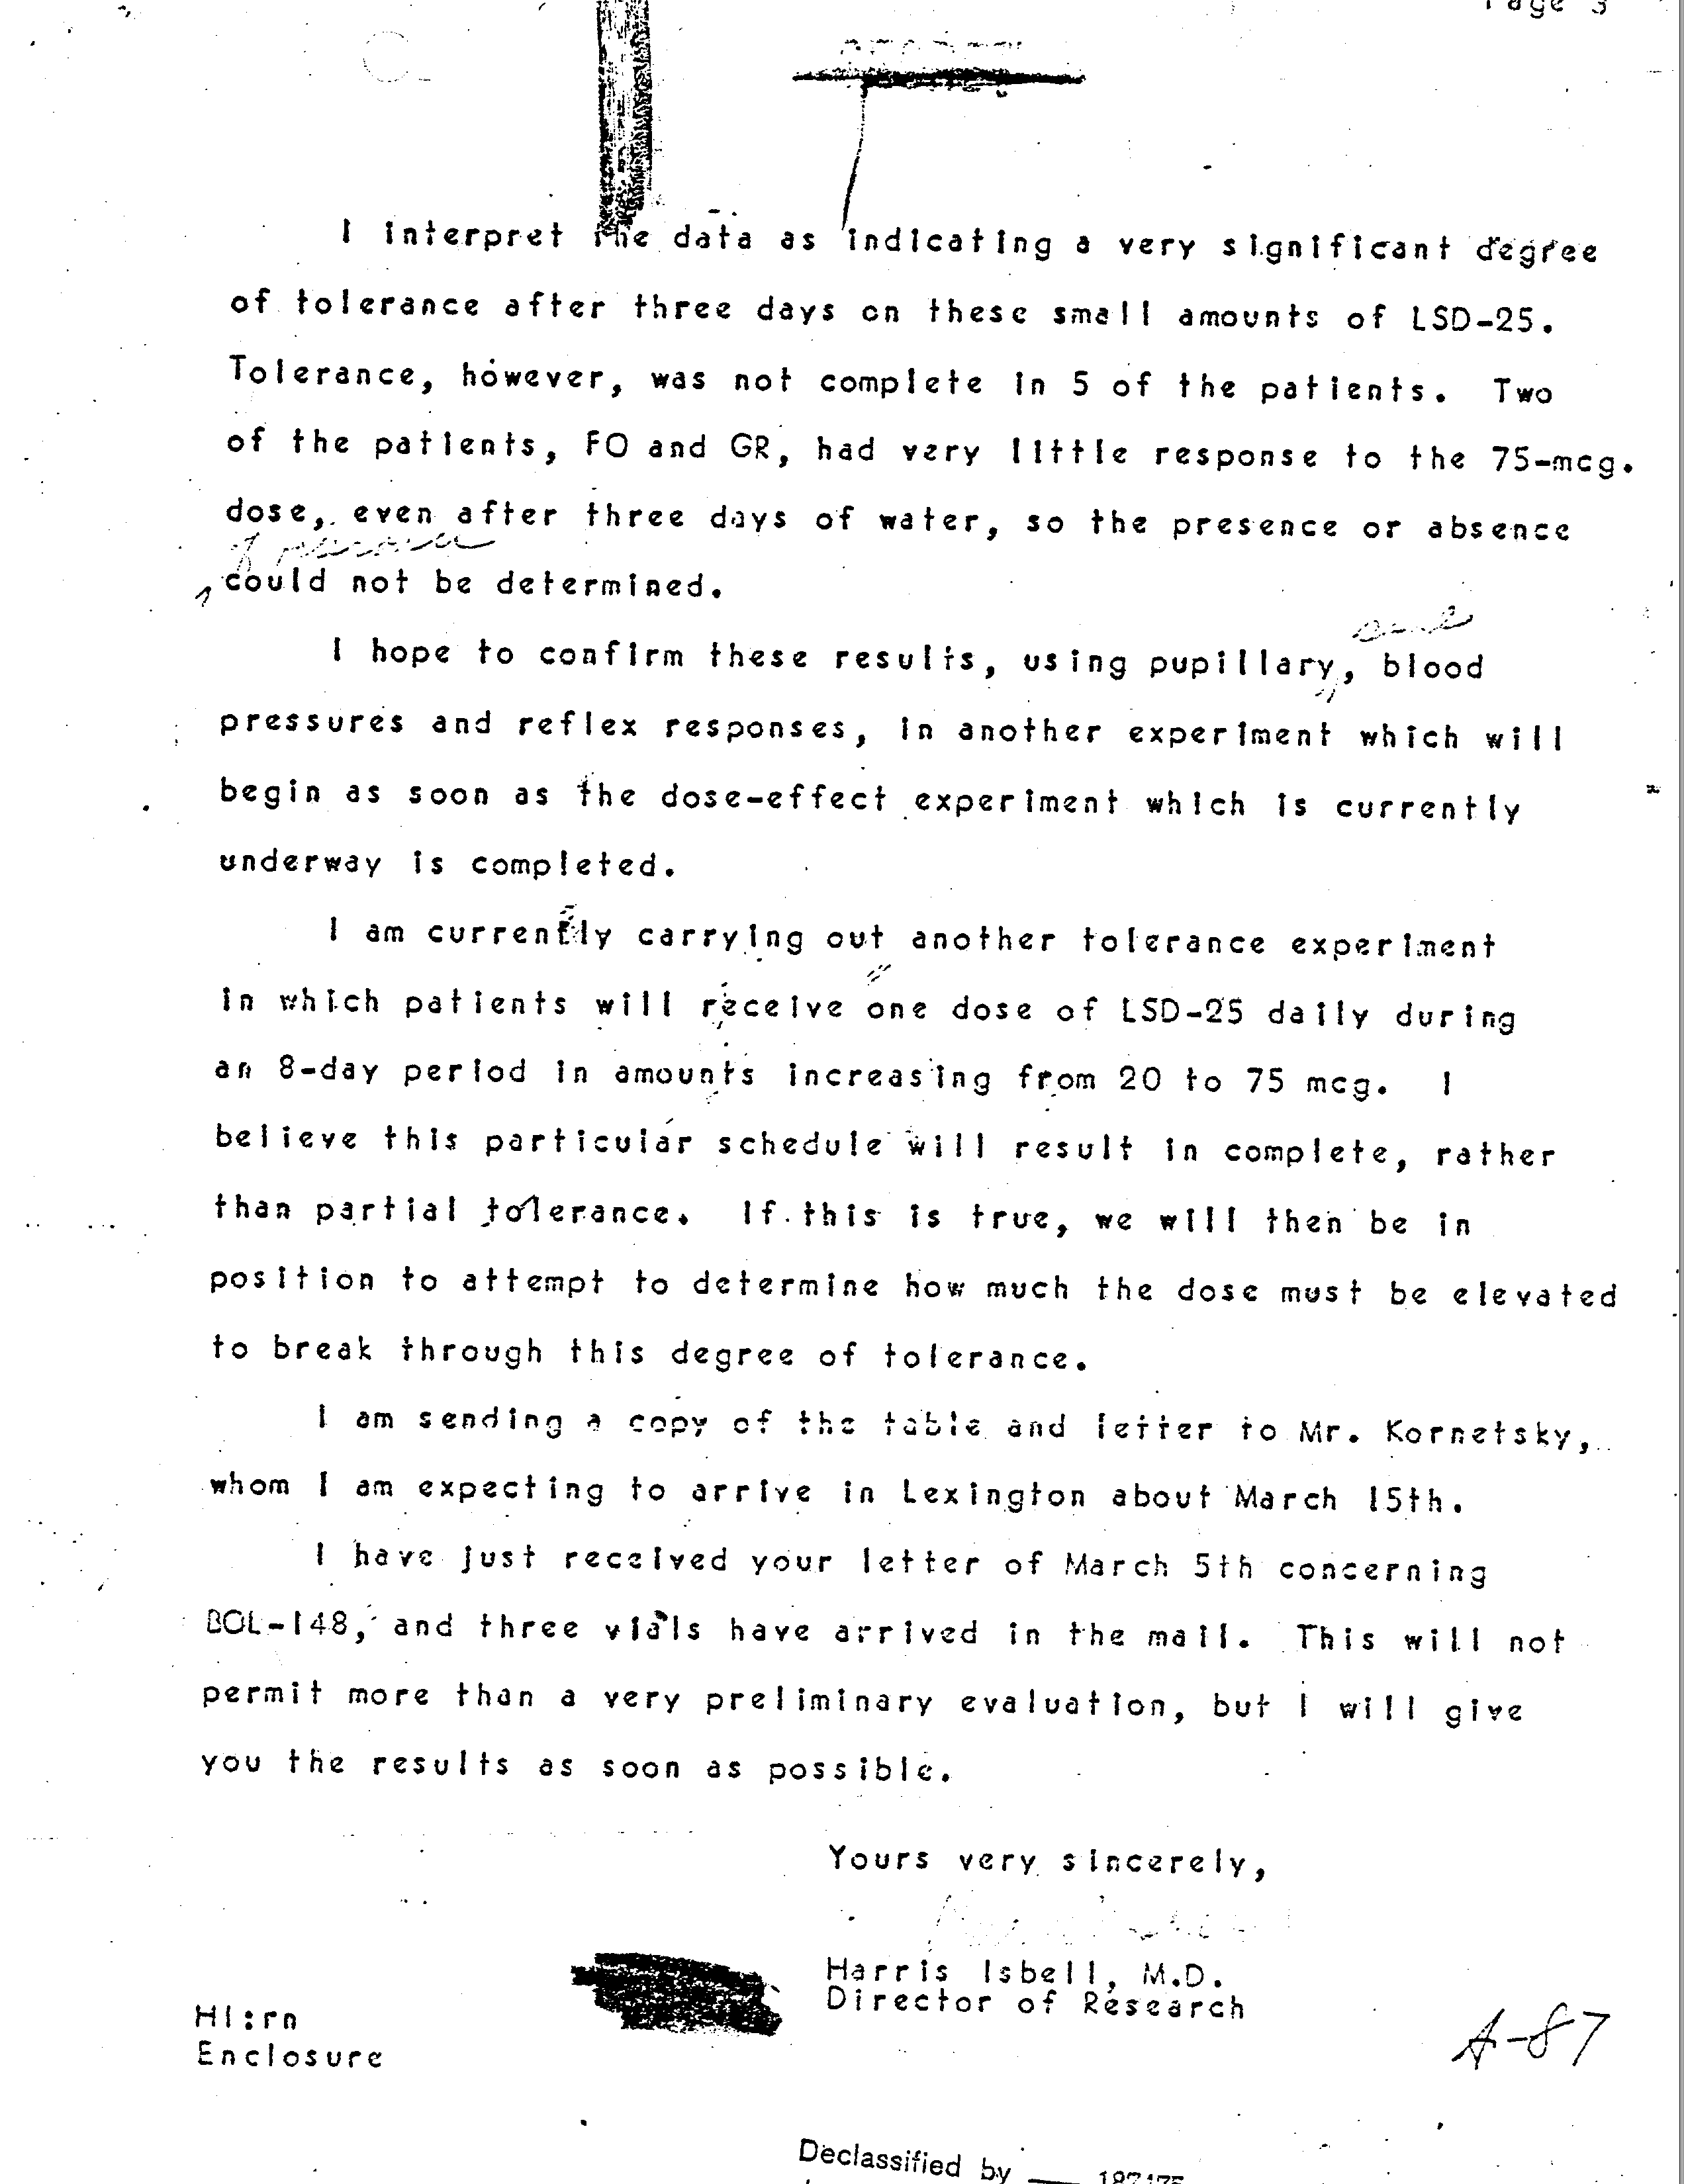 Page 3
I interpret the data as indicating a very significant degree
of tolerance after three days on these small amounts of LSD-25.
Tolerance, however, was not complete in 5 of the patients. Two
of the patients, FO and GR, had very little response to the 75-mcg.
dose, even after three days of water, so the presence or absence
of tolerance
could not be determined.
and
I hope to confirm these results, using pupillary, blood
pressures and reflex responses, in another experiment which will
begin as soon as the dose-effect experiment which is currently
underway is completed.
I am currently carrying out another tolerance experiment
in which patients will receive one dose of LSD-25 daily during
an 8-day period in amounts increasing from 20 to 75 mcg. I
believe this particular schedule will result in complete, rather
than partial tolerance. If this is true, we will then be in
position to attempt to determine how much the dose must be elevated
to break through this degree of tolerance.
I am sending a copy of the table and letter to Mr. Kornetsky,
whom I am expecting to arrive in Lexington about March 15th.
I have just received your letter of March 5th concerning
BOL-148, and three vials have arrived in the mail. This will not
permit more than a very preliminary evaluation, but I will give
you the results as soon as possible.
Yours very sincerely,
Harris Isbell, M.D.
Director of Research
HI:rn
Enclosure
A-87
Declassified by 187475